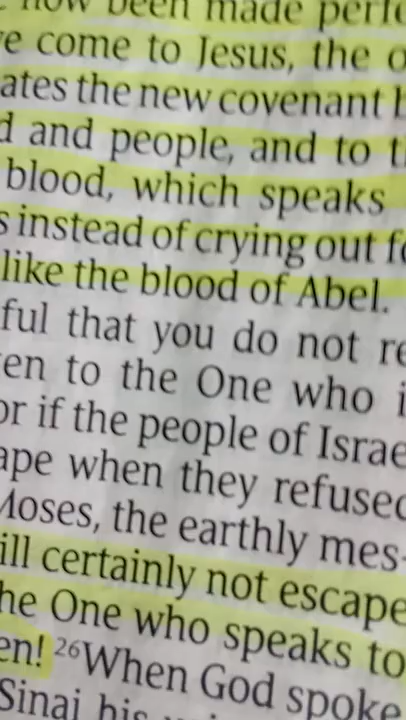 now been made perfe
e come to Jesus, the o
ates the new covenant b
d and people, and to t
blood, which speaks
s instead of crying out fo
like the blood of Abel.
ful that you do not re
en to the One who i
or if the people of Israe
ape when they refused
Moses, the earthly mes-
ill certainly not escape
he One who speaks to
en! 26When God spoke
Sinai his